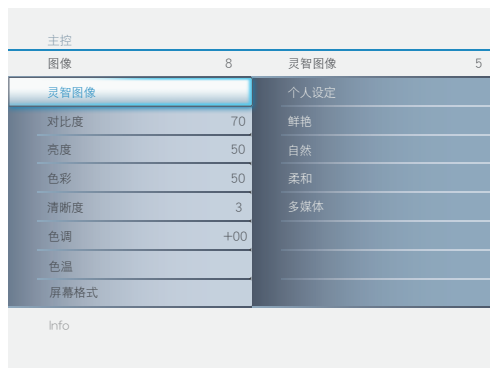 主控
图像 8 灵智图像 5
灵智图像 个人设定
对比度 70 鲜艳
亮度 50 自然
色彩 50 柔和
清晰度 3 多媒体
色调 +00
色温
屏幕格式
Info